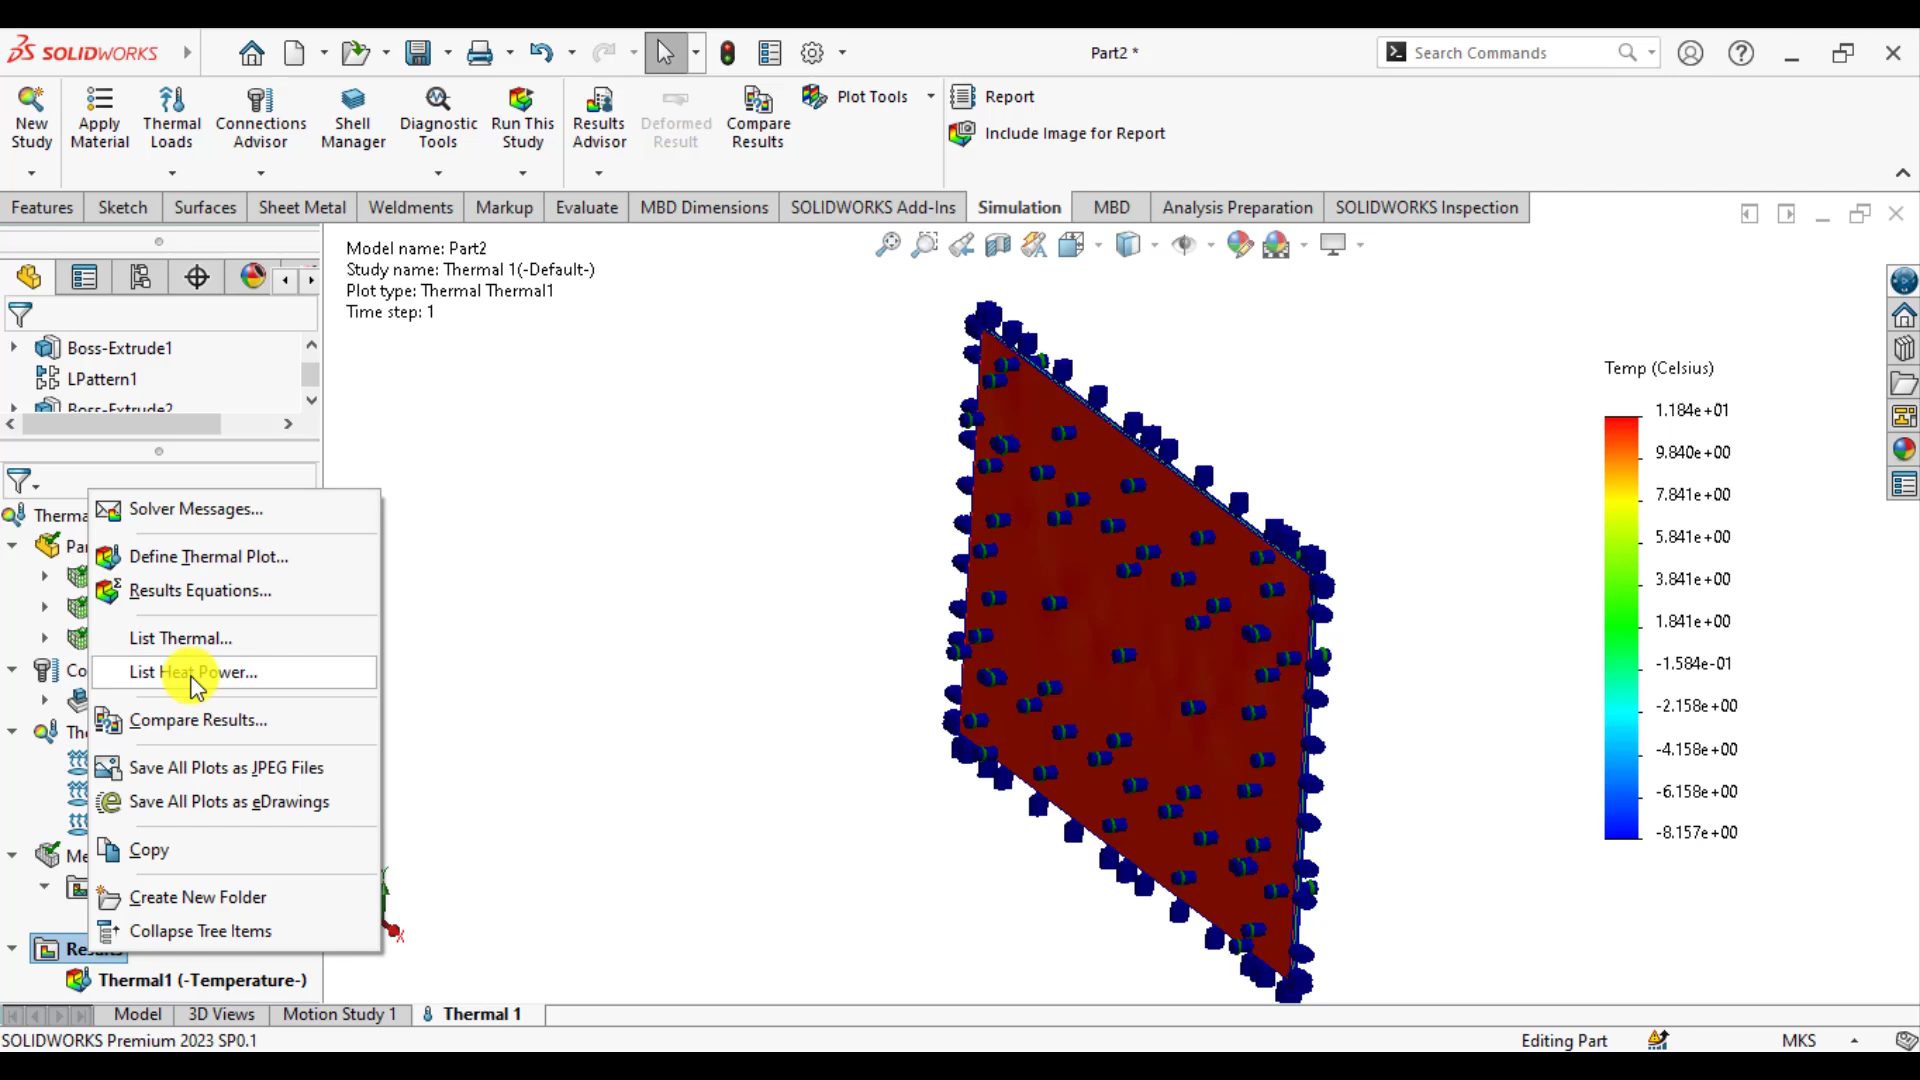 SOLIDWORKS
Part2 *
Search Commands
New Study
Apply Material
Thermal Loads
Connections Advisor
Shell Manager
Diagnostic Tools
Run This Study
Results Advisor
Deformed Result
Compare Results
Plot Tools
Report
Include Image for Report
Features
Sketch
Surfaces
Sheet Metal
Weldments
Markup
Evaluate
MBD Dimensions
SOLIDWORKS Add-Ins
Simulation
MBD
Analysis Preparation
SOLIDWORKS Inspection
Model name: Part2
Study name: Thermal 1(-Default-)
Plot type: Thermal Thermal1
Time step: 1
Boss-Extrude1
LPattern1
Boss-Extrude2
Therma
Pa
Co
The
Me
Solver Messages...
Define Thermal Plot...
Results Equations...
List Thermal...
List Heat Power...
Compare Results...
Save All Plots as JPEG Files
Save All Plots as eDrawings
Copy
Create New Folder
Collapse Tree Items
Results
Thermal1 (-Temperature-)
X
Temp (Celsius)
1.184e+01
9.840e+00
7.841e+00
5.841e+00
3.841e+00
1.841e+00
-1.584e-01
-2.158e+00
-4.158e+00
-6.158e+00
-8.157e+00
Model
3D Views
Motion Study 1
Thermal 1
SOLIDWORKS Premium 2023 SP0.1
Editing Part
MKS